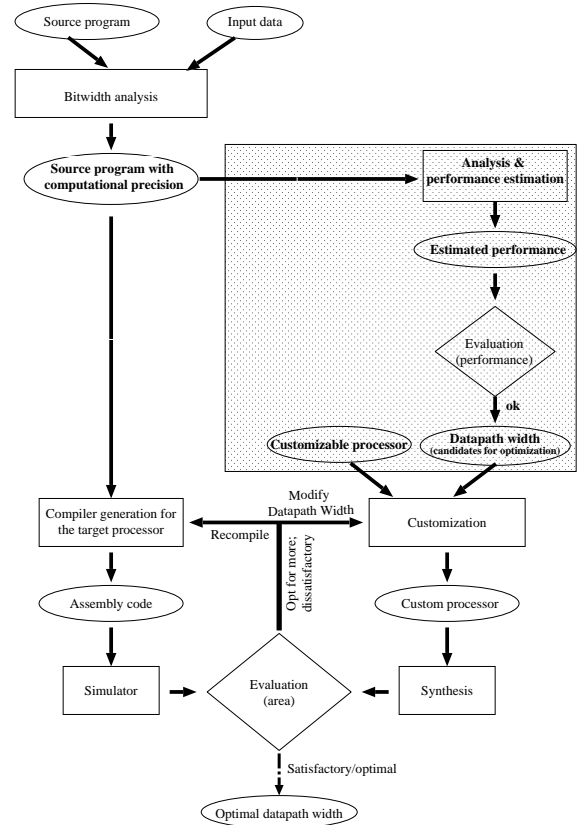 Source program
Input data
Bitwidth analysis
Source program with
computational precision
Analysis &
performance estimation
Estimated performance
Evaluation
(performance)
ok
Customizable processor
Datapath width
(candidates for optimization)
Compiler generation for
the target processor
Modify
Datapath Width
Recompile
Customization
Opt for more;
dissatisfactory
Assembly code
Custom processor
Simulator
Evaluation
(area)
Synthesis
Satisfactory/optimal
Optimal datapath width